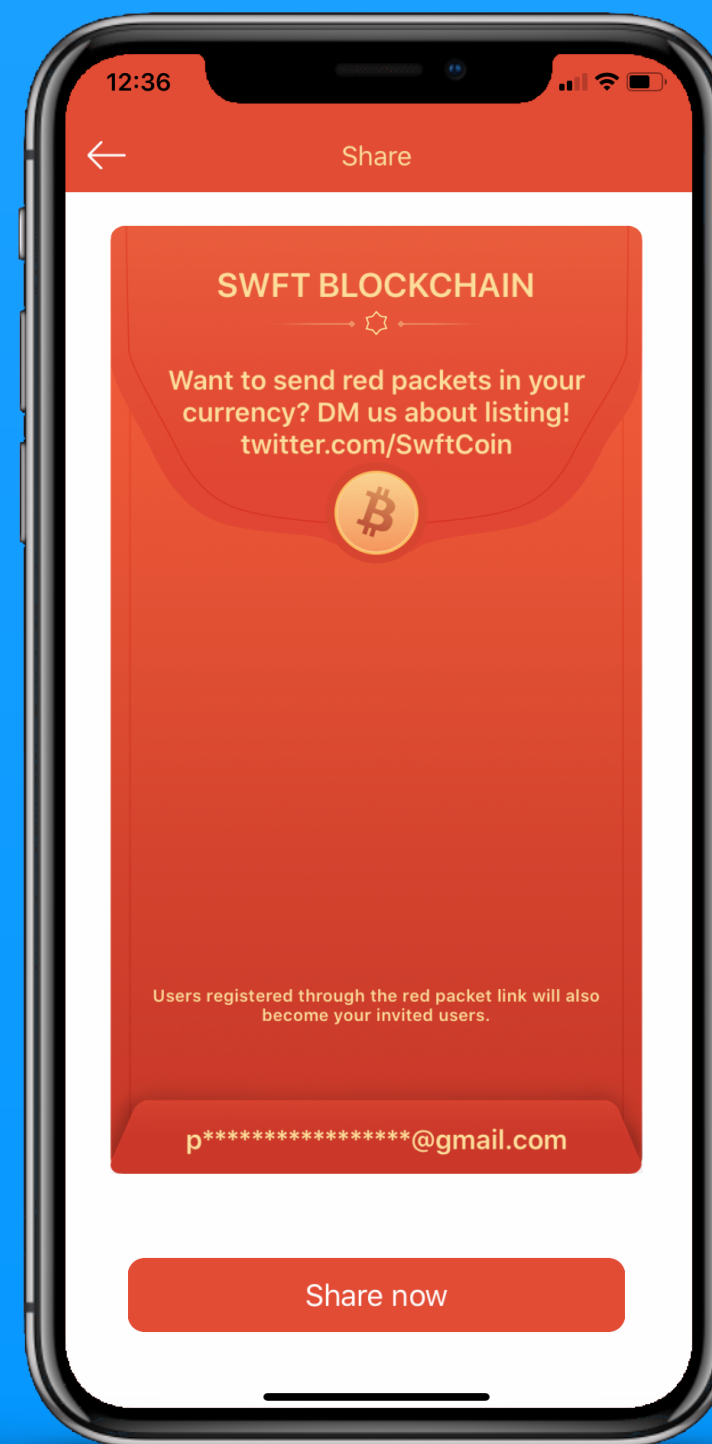 12:36
Share
SWFT BLOCKCHAIN
Want to send red packets in your
currency? DM us about listing!
twitter.com/SwftCoin
Users registered through the red packet link will also
become your invited users.
p*****************@gmail.com
Share now